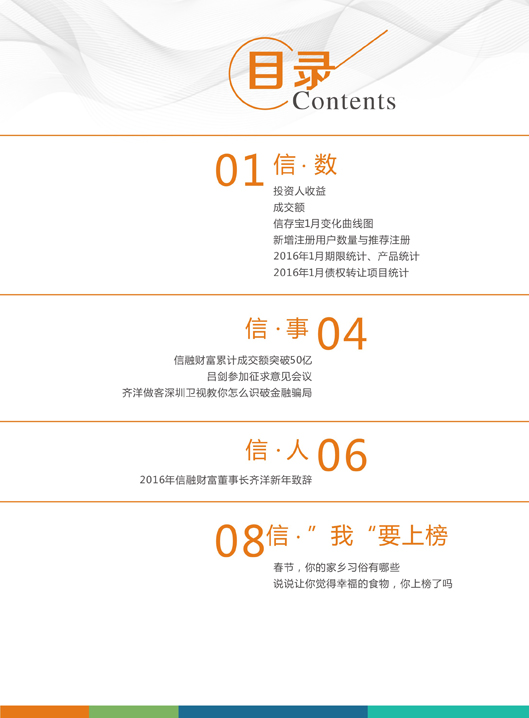 目录
Contents
01 信·数
投资人收益
成交额
信存宝1月变化曲线图
新增注册用户数量与推荐注册
2016年1月期限统计、产品统计
2016年1月债权转让项目统计
信·事 04
信融财富累计成交额突破50亿
吕剑参加征求意见会议
齐洋做客深圳卫视教你怎么识破金融骗局
信·人 06
2016年信融财富董事长齐洋新年致辞
08 信·”我“要上榜
春节，你的家乡习俗有哪些
说说让你觉得幸福的食物，你上榜了吗